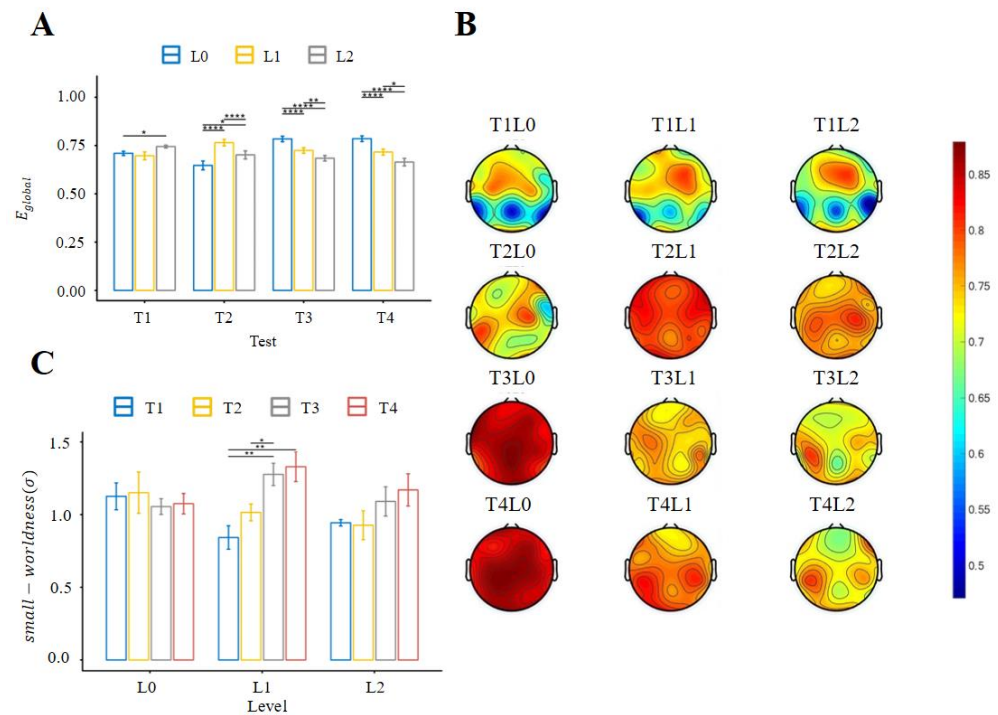 A
L0 L1 L2
****
*
****
****
****
**
****
****
*
*
1.00
0.75
0.50
0.25
0.00
E_global
T1 T2 T3 T4
Test
B
T1L0 T1L1 T1L2
T2L0 T2L1 T2L2
T3L0 T3L1 T3L2
T4L0 T4L1 T4L2
0.85
0.8
0.75
0.7
0.65
0.6
0.55
0.5
C
T1 T2 T3 T4
*
**
**
1.5
1.0
0.5
0.0
small − worldness(σ)
L0 L1 L2
Level